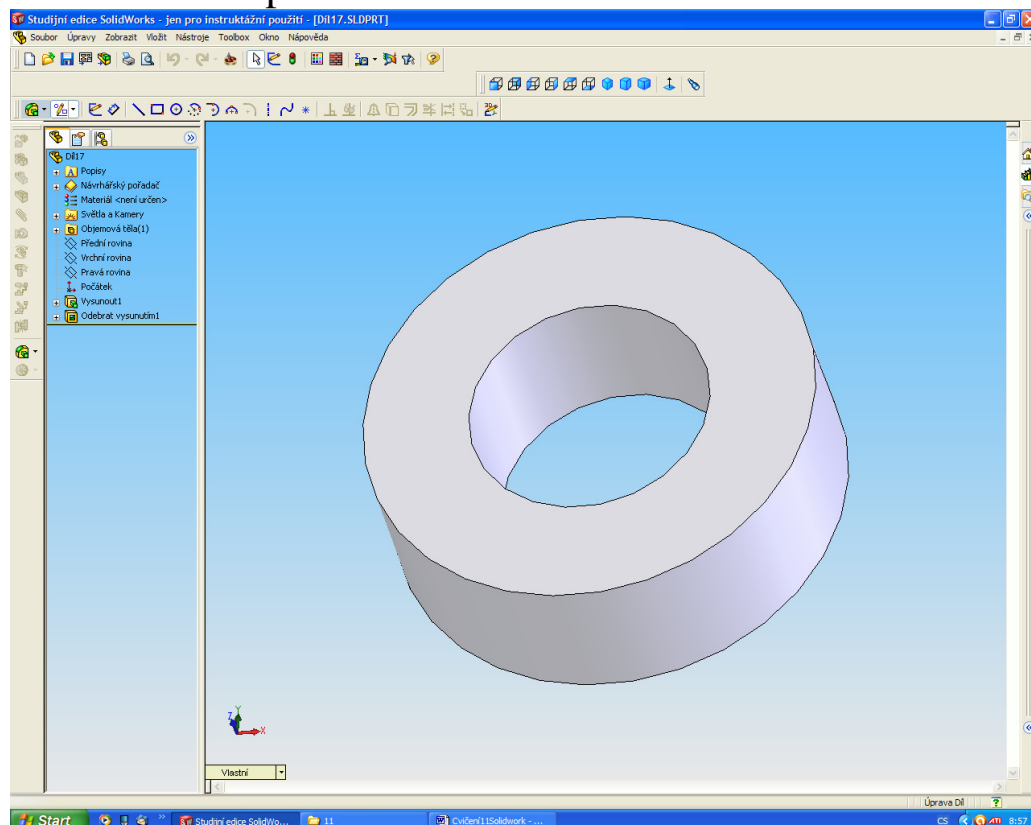 Studijní edice SolidWorks - jen pro instruktážní použití - [Díl17.SLDPRT]
Soubor Úpravy Zobrazit Vložit Nástroje Toolbox Okno Nápověda
Díl17
Popisy
Návrhářský pořadač
Materiál <není určen>
Světla a Kamery
Objemová těla(1)
Přední rovina
Vrchní rovina
Pravá rovina
Počátek
Vysunout1
Odebrat vysunutím1
Y
Z
X
Vlastní
Úprava Díl
Start
Studijní edice SolidWo...
11
Cvičení11Solidwork - ...
CS
ATI
8:57